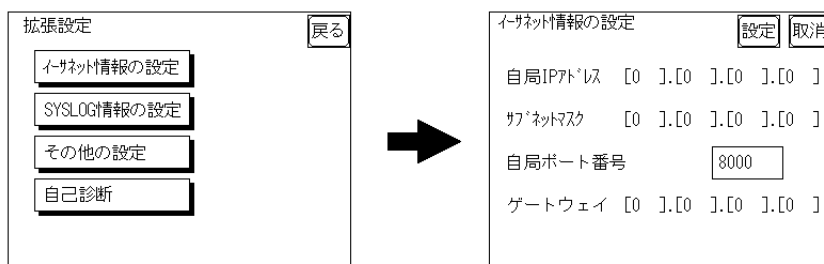 拡張設定
戻る
イーサネット情報の設定
SYSLOG情報の設定
その他の設定
自己診断
イーサネット情報の設定
設定 取消
自局IPアドレス [0 ].[0 ].[0 ].[0 ]
サブネットマスク [0 ].[0 ].[0 ].[0 ]
自局ポート番号 8000
ゲートウェイ [0 ].[0 ].[0 ].[0 ]